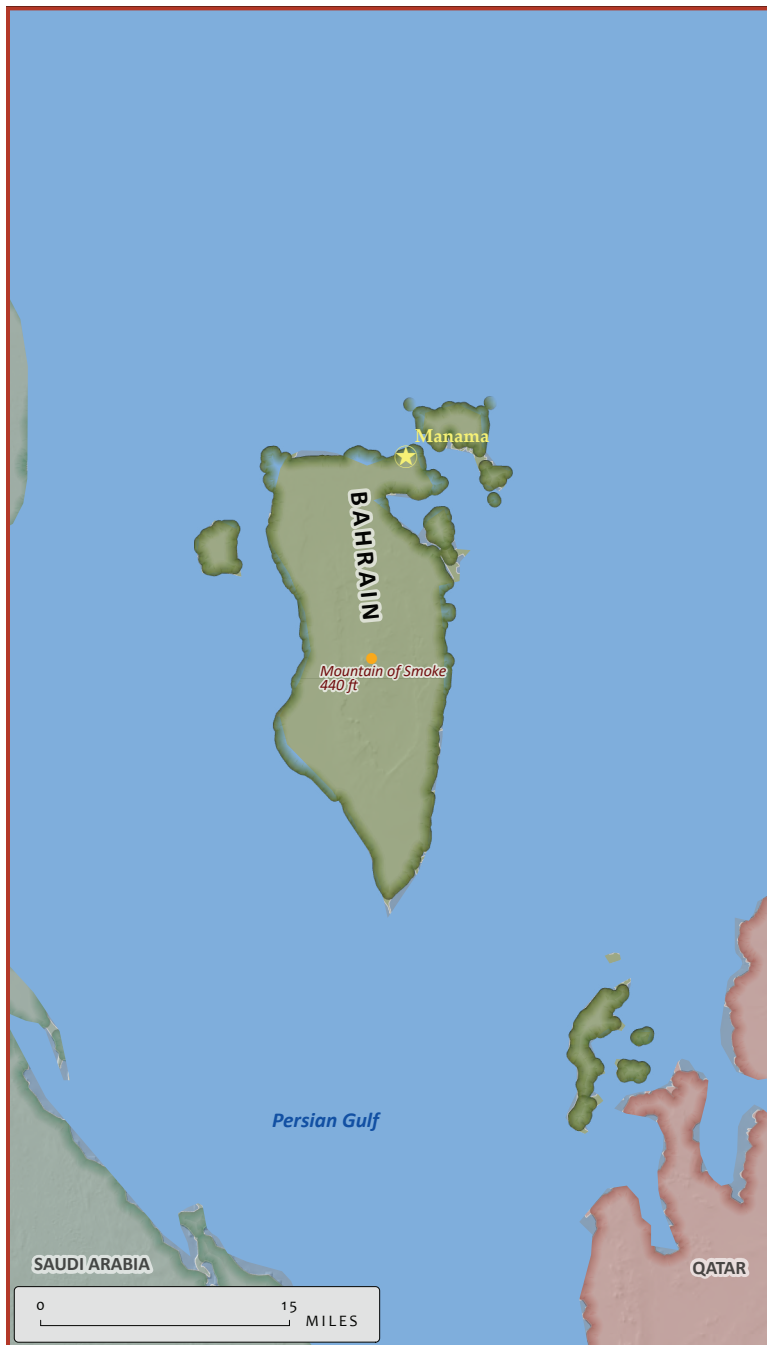 Manama
BAHRAIN
Mountain of Smoke
440 ft
Persian Gulf
SAUDI ARABIA
QATAR
0 15 MILES